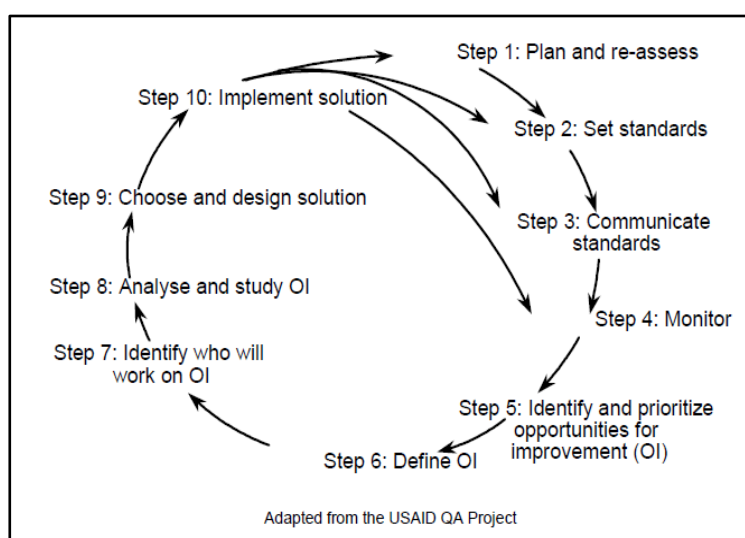 Step 1: Plan and re-assess
Step 2: Set standards
Step 3: Communicate
standards
Step 4: Monitor
Step 5: Identify and prioritize
opportunities for
improvement (OI)
Step 6: Define OI
Step 7: Identify who will
work on OI
Step 8: Analyse and study OI
Step 9: Choose and design solution
Step 10: Implement solution
Adapted from the USAID QA Project